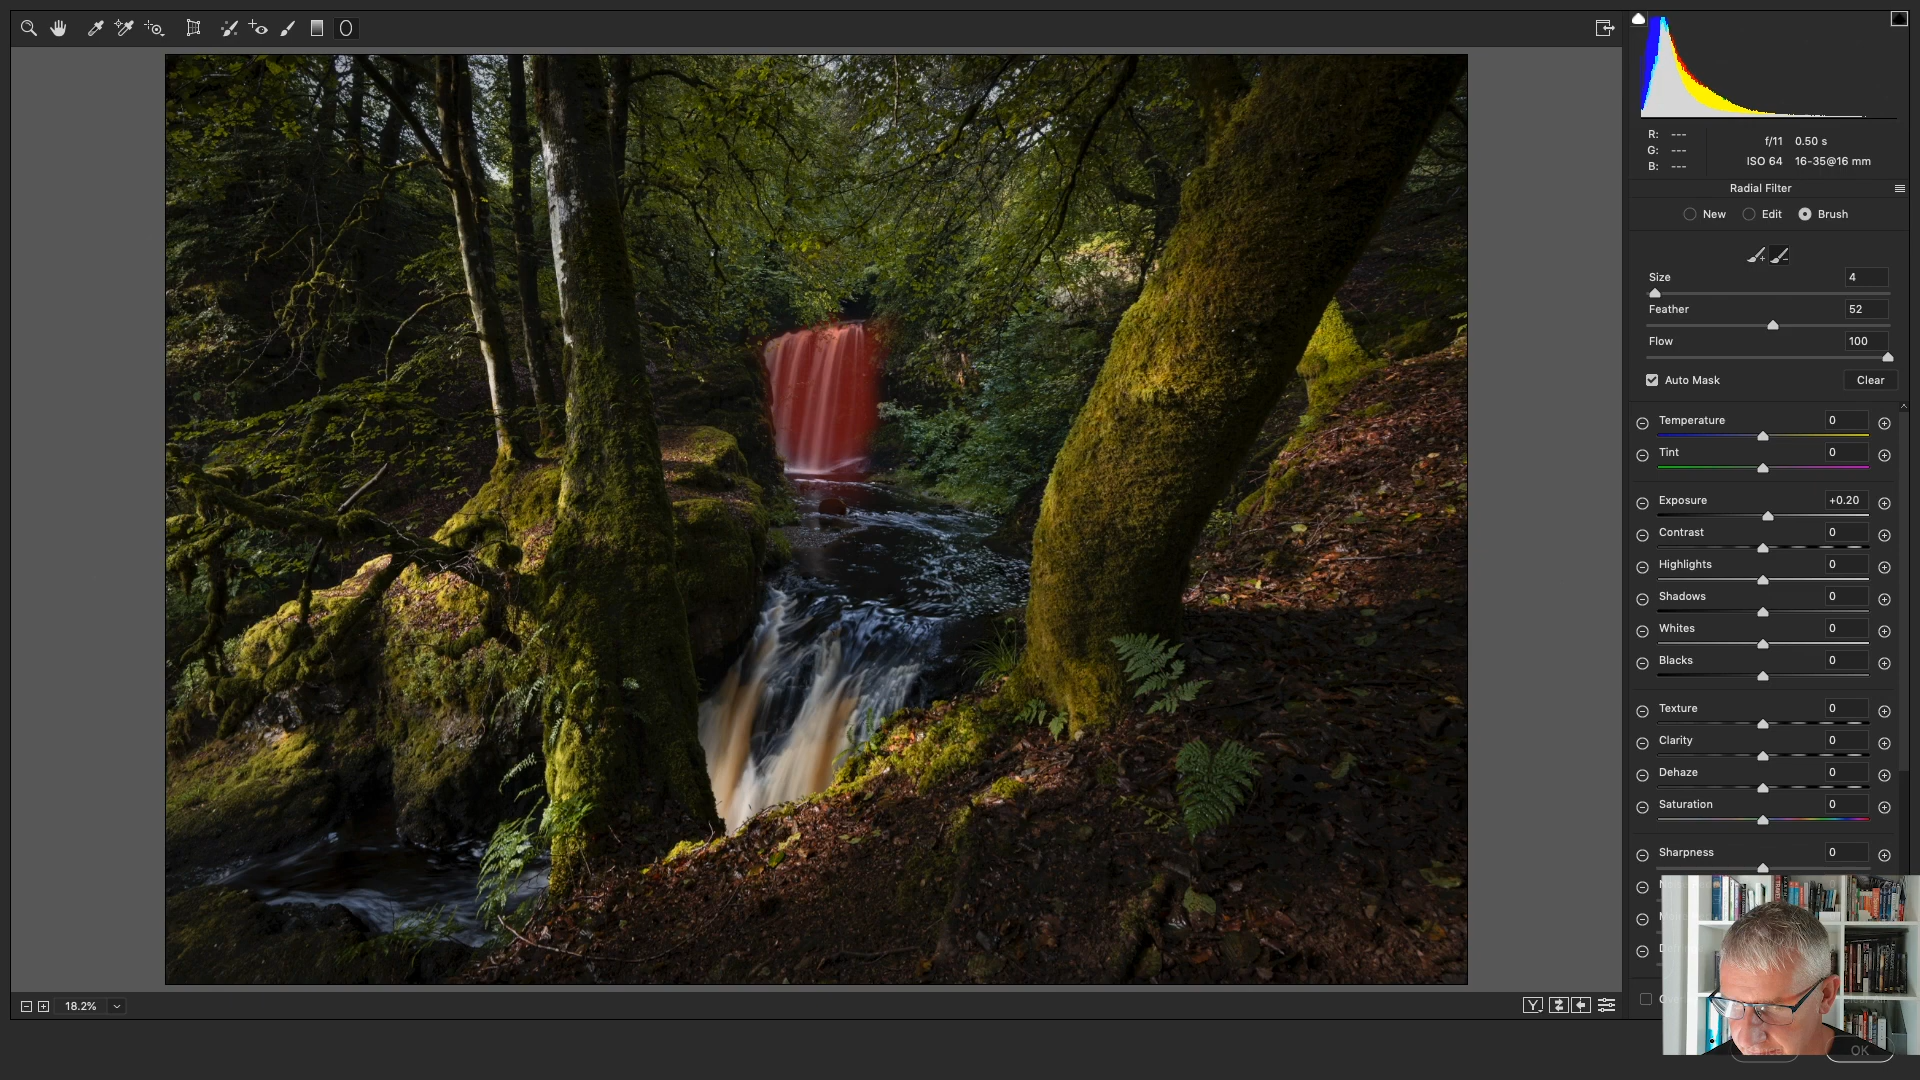 R: ---
G: ---
B: ---
f/11 0.50 s
ISO 64 16-35@16 mm
Radial Filter
New Edit Brush
Size 4
Feather 52
Flow 100
Auto Mask Clear
Temperature 0
Tint 0
Exposure +0.20
Contrast 0
Highlights 0
Shadows 0
Whites 0
Blacks 0
Texture 0
Clarity 0
Dehaze 0
Saturation 0
Sharpness 0
18.2%
Y
OK